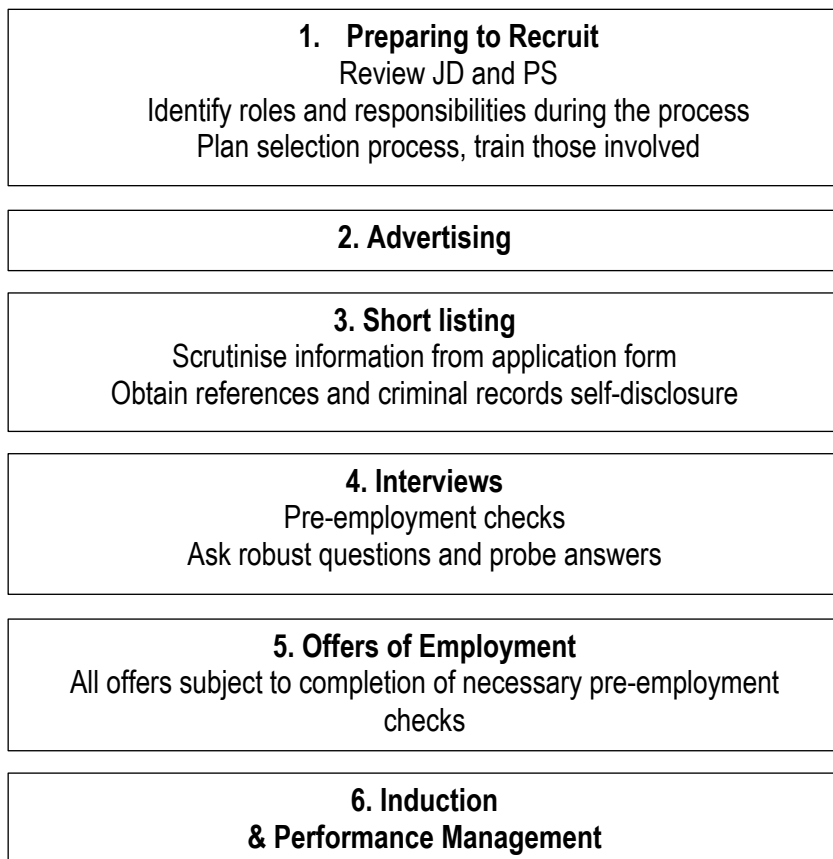 1. Preparing to Recruit
Review JD and PS
Identify roles and responsibilities during the process
Plan selection process, train those involved
2. Advertising
3. Short listing
Scrutinise information from application form
Obtain references and criminal records self-disclosure
4. Interviews
Pre-employment checks
Ask robust questions and probe answers
5. Offers of Employment
All offers subject to completion of necessary pre-employment
checks
6. Induction
& Performance Management